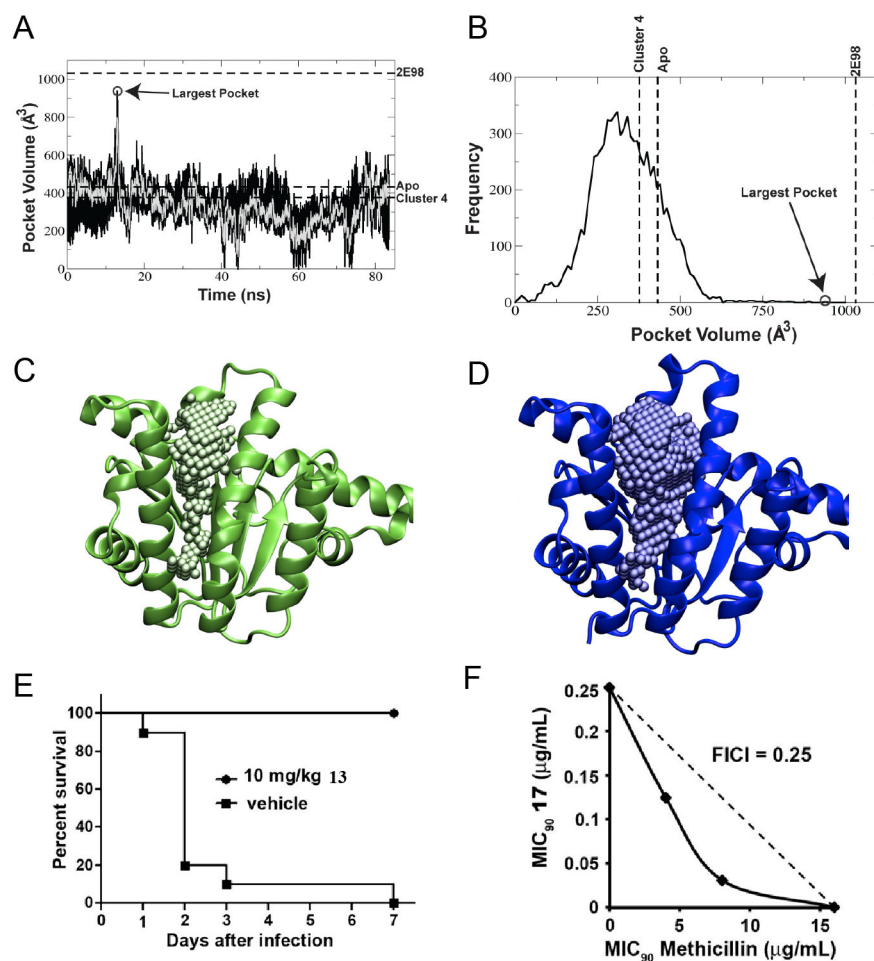 A
1000
800
600
400
200
0
Pocket Volume (Å³)
0
20
40
60
80
Time (ns)
2E98
Largest Pocket
Apo
Cluster 4
B
400
300
200
100
0
Frequency
0
250
500
750
1000
Pocket Volume (Å³)
Cluster 4
Apo
2E98
Largest Pocket
C
D
E
100
80
60
40
20
0
Percent survival
0
1
2
3
4
5
6
7
Days after infection
10 mg/kg 13
vehicle
F
0.25
0.2
0.15
0.1
0.05
0
MIC₉₀ 17 (µg/mL)
0
5
10
15
MIC₉₀ Methicillin (µg/mL)
FICI = 0.25